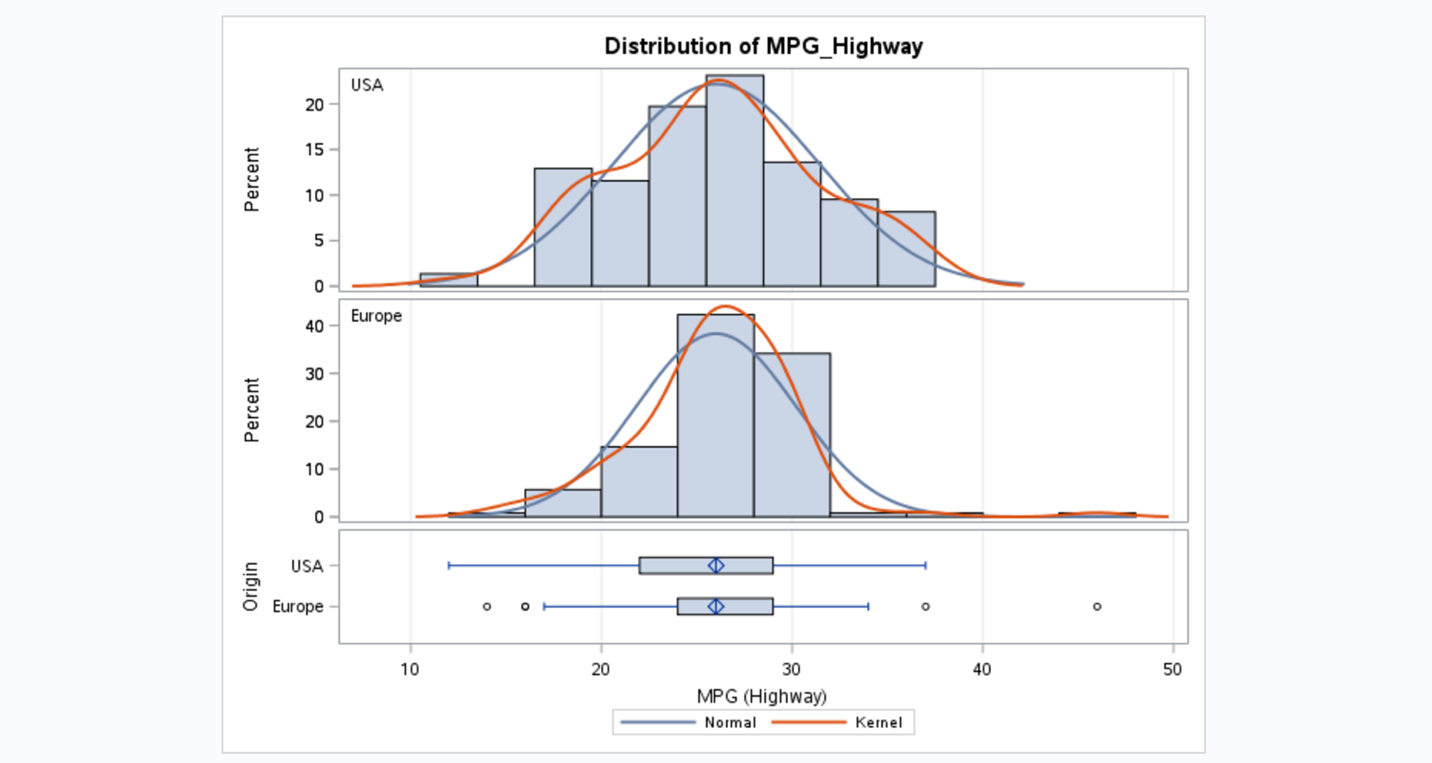 Distribution of MPG_Highway
USA
Percent
20
15
10
5
0
Europe
Percent
40
30
20
10
0
Origin
USA
Europe
10 20 30 40 50
MPG (Highway)
Normal Kernel